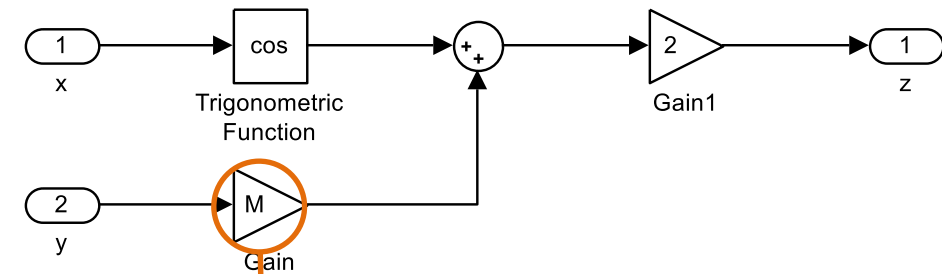 1
x
cos
Trigonometric
Function
+
+
2
Gain1
1
z
2
y
M
Gain